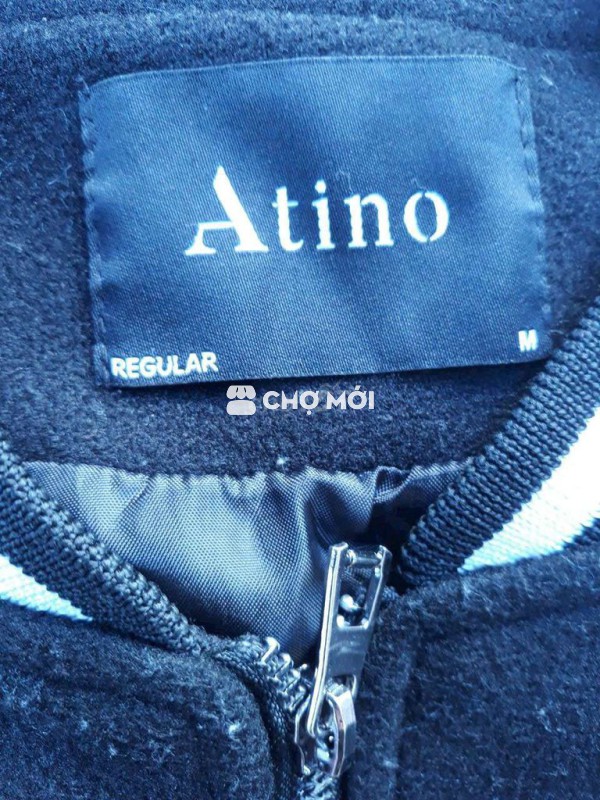 Atino
REGULAR
M
CHỢ MỚI